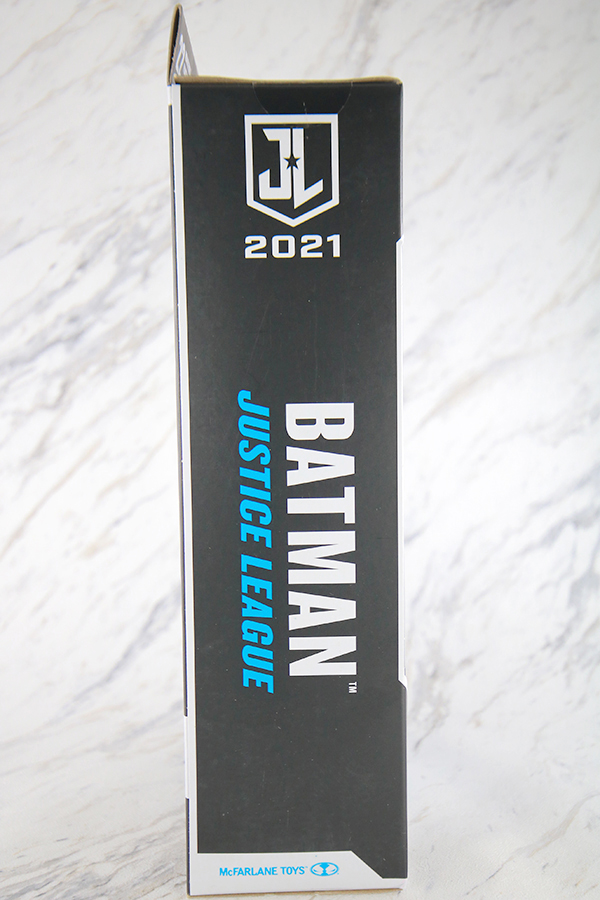 JL
2021
BATMAN™
JUSTICE LEAGUE
McFARLANE TOYS